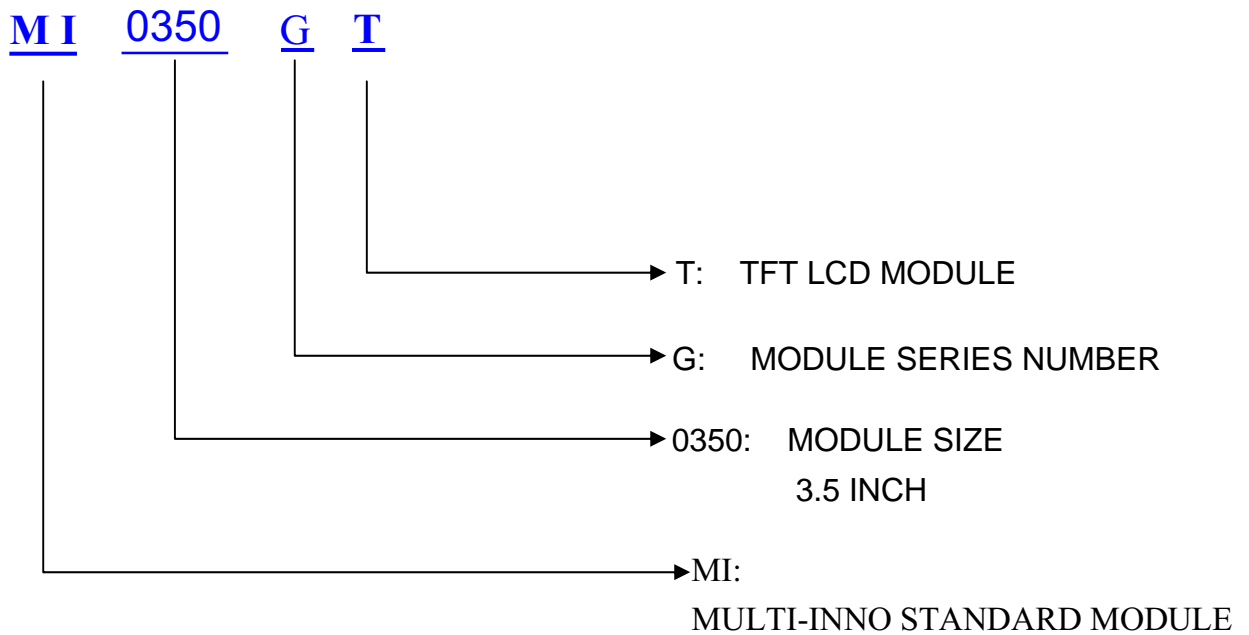 M I 0350 G T
T: TFT LCD MODULE
G: MODULE SERIES NUMBER
0350: MODULE SIZE
3.5 INCH
MI:
MULTI-INNO STANDARD MODULE